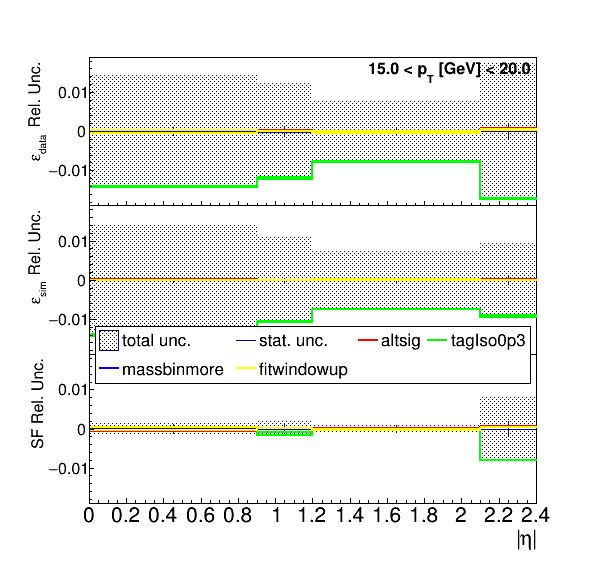 15.0 < p_T [GeV] < 20.0
ε_data Rel. Unc.
0.01
0
−0.01
ε_sim Rel. Unc.
0.01
0
−0.01
total unc. stat. unc. altsig tagIso0p3
massbinmore fitwindowup
SF Rel. Unc.
0.01
0
−0.01
0 0.2 0.4 0.6 0.8 1 1.2 1.4 1.6 1.8 2 2.2 2.4
|η|